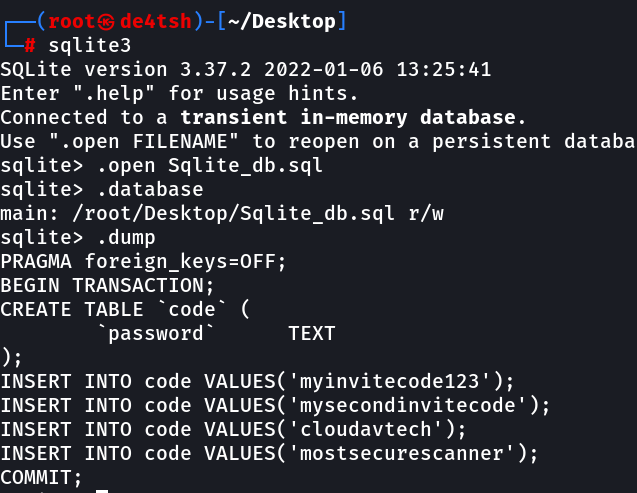 ┌──(root㉿de4tsh)-[~/Desktop]
└─# sqlite3
SQLite version 3.37.2 2022-01-06 13:25:41
Enter ".help" for usage hints.
Connected to a transient in-memory database.
Use ".open FILENAME" to reopen on a persistent databa
sqlite> .open Sqlite_db.sql
sqlite> .database
main: /root/Desktop/Sqlite_db.sql r/w
sqlite> .dump
PRAGMA foreign_keys=OFF;
BEGIN TRANSACTION;
CREATE TABLE `code` (
        `password`      TEXT
);
INSERT INTO code VALUES('myinvitecode123');
INSERT INTO code VALUES('mysecondinvitecode');
INSERT INTO code VALUES('cloudavtech');
INSERT INTO code VALUES('mostsecurescanner');
COMMIT;